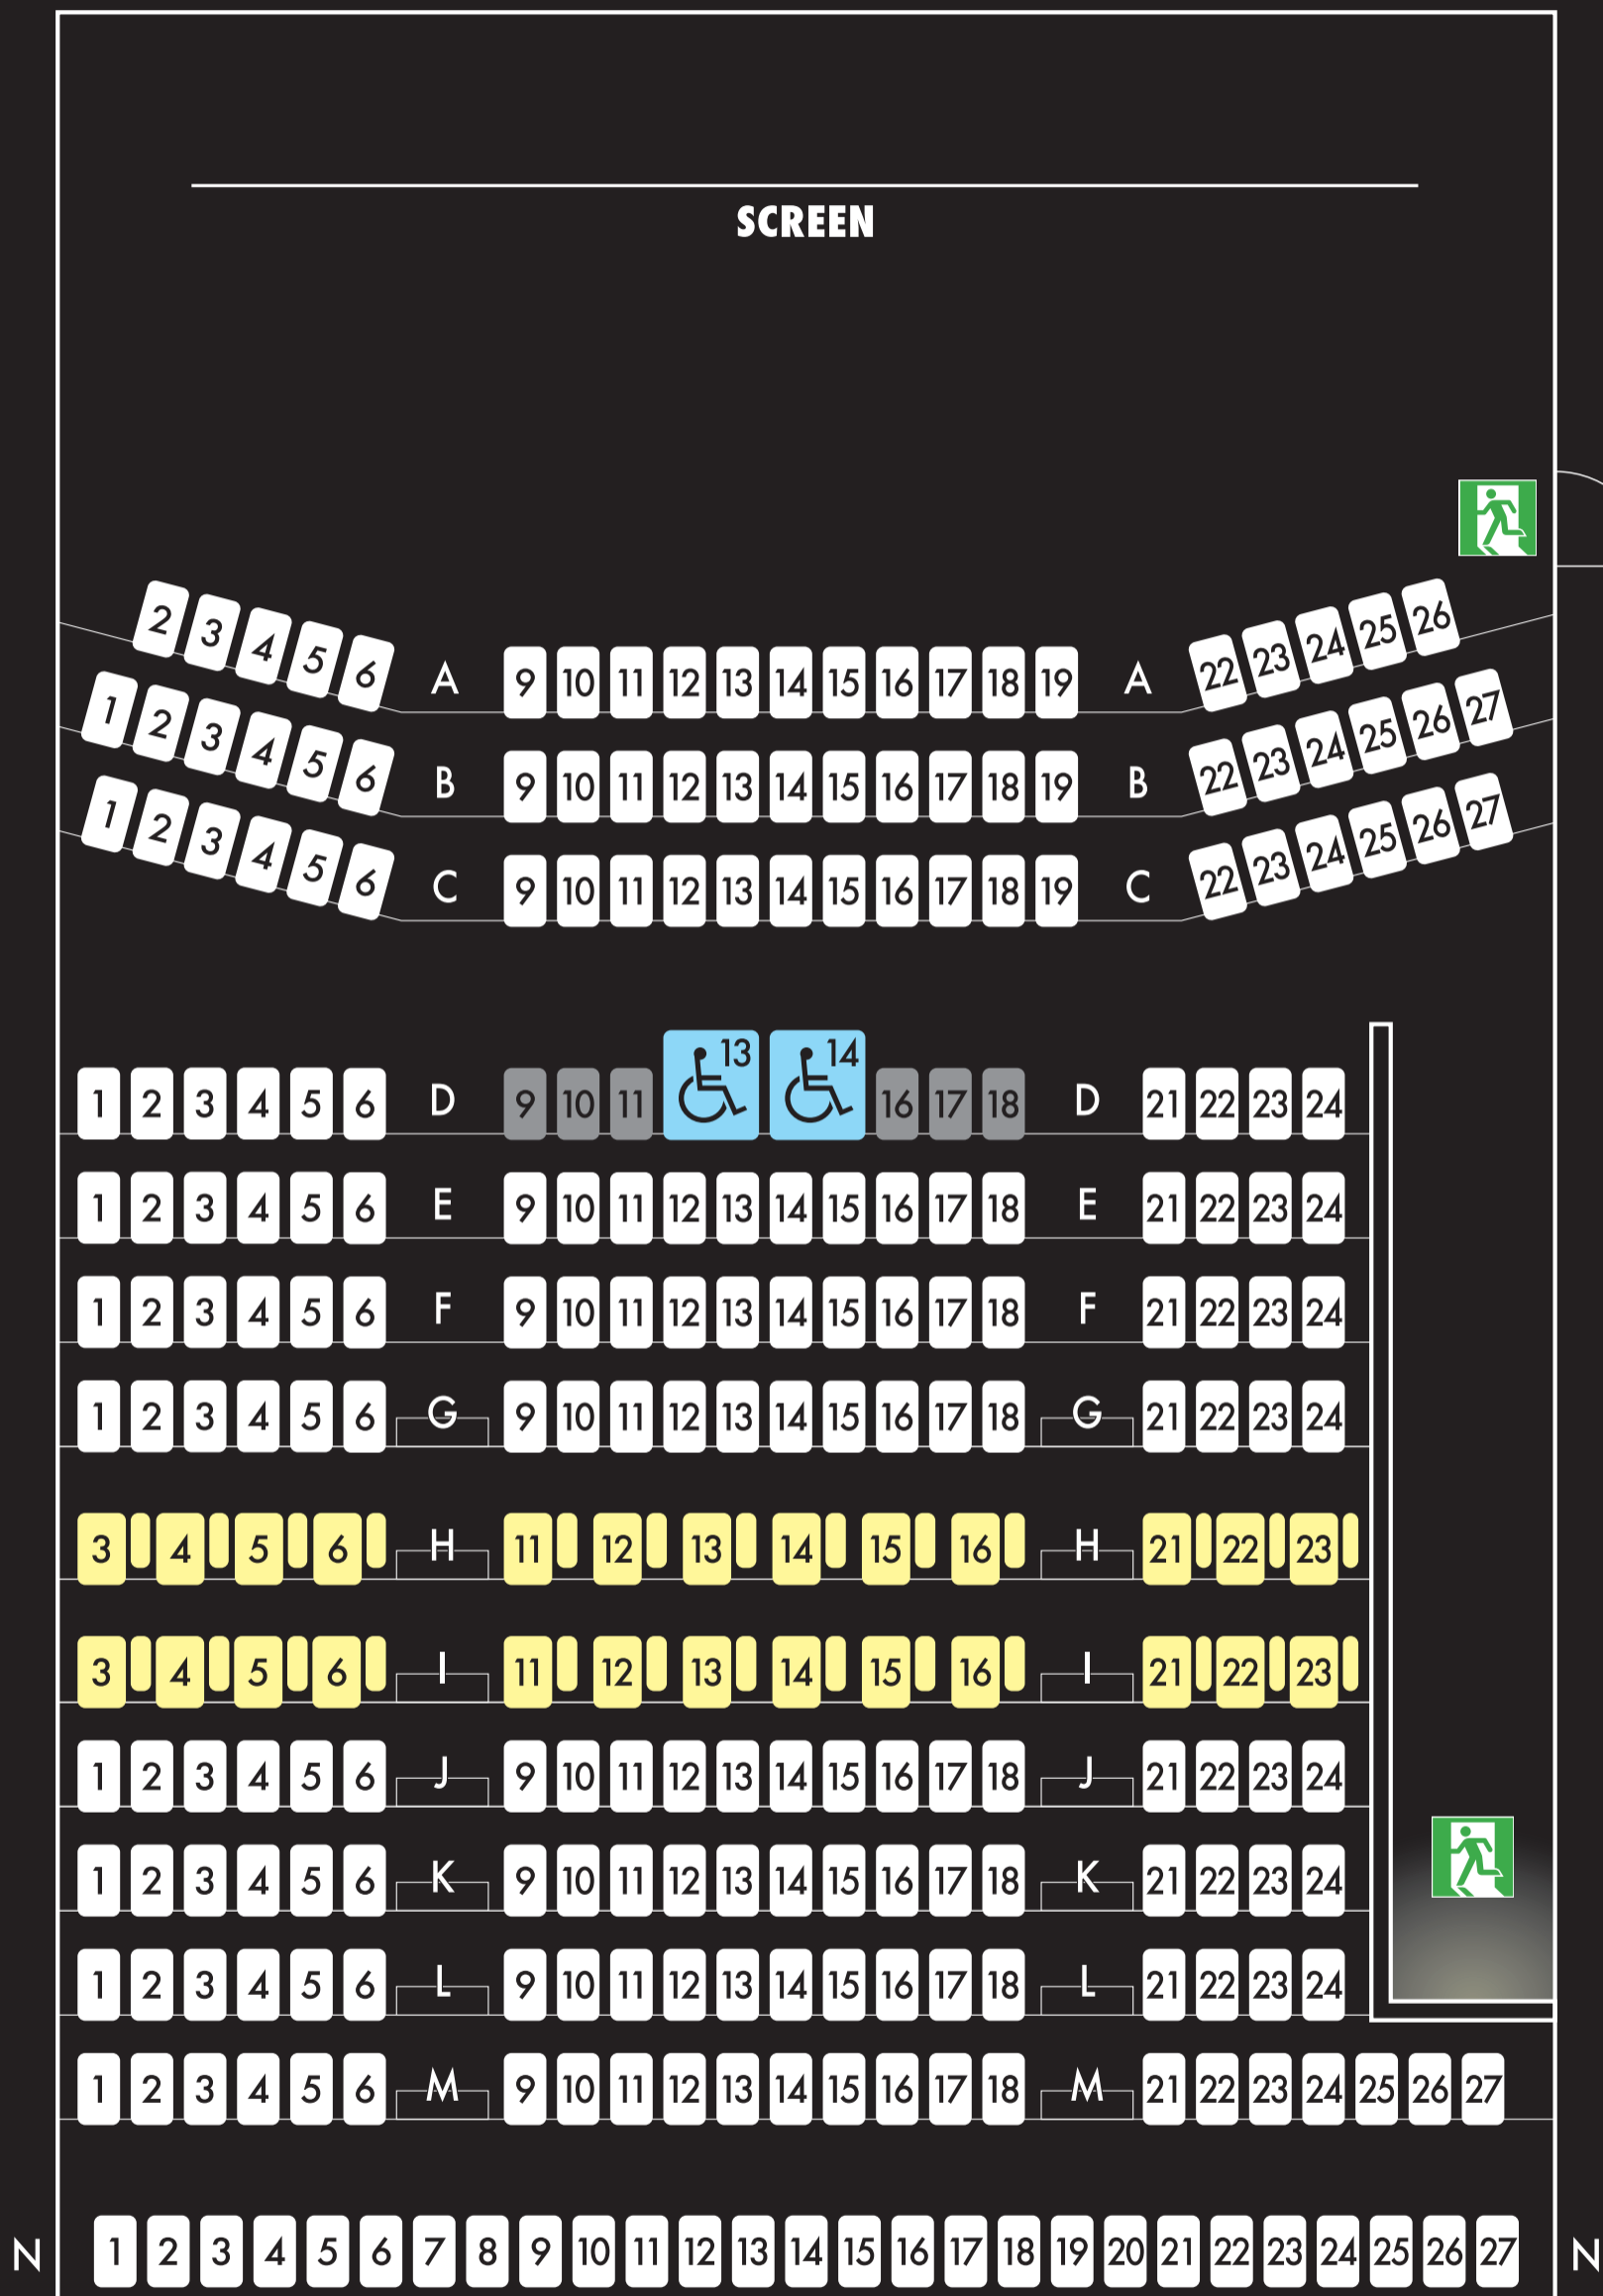 SCREEN
2 3 4 5 6 A 9 10 11 12 13 14 15 16 17 18 19 A 22 23 24 25 26
1 2 3 4 5 6 B 9 10 11 12 13 14 15 16 17 18 19 B 22 23 24 25 26 27
1 2 3 4 5 6 C 9 10 11 12 13 14 15 16 17 18 19 C 22 23 24 25 26 27
1 2 3 4 5 6 D 9 10 11 13 14 16 17 18 D 21 22 23 24
1 2 3 4 5 6 E 9 10 11 12 13 14 15 16 17 18 E 21 22 23 24
1 2 3 4 5 6 F 9 10 11 12 13 14 15 16 17 18 F 21 22 23 24
1 2 3 4 5 6 G 9 10 11 12 13 14 15 16 17 18 G 21 22 23 24
3 4 5 6 H 11 12 13 14 15 16 H 21 22 23
3 4 5 6 I 11 12 13 14 15 16 I 21 22 23
1 2 3 4 5 6 J 9 10 11 12 13 14 15 16 17 18 J 21 22 23 24
1 2 3 4 5 6 K 9 10 11 12 13 14 15 16 17 18 K 21 22 23 24
1 2 3 4 5 6 L 9 10 11 12 13 14 15 16 17 18 L 21 22 23 24
1 2 3 4 5 6 M 9 10 11 12 13 14 15 16 17 18 M 21 22 23 24 25 26 27
N 1 2 3 4 5 6 7 8 9 10 11 12 13 14 15 16 17 18 19 20 21 22 23 24 25 26 27 N